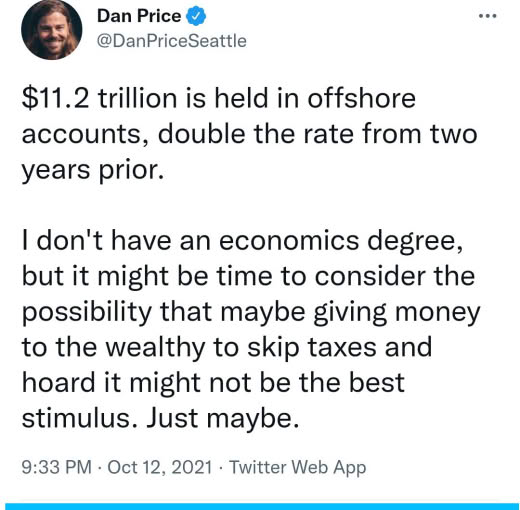 Dan Price
@DanPriceSeattle
$11.2 trillion is held in offshore
accounts, double the rate from two
years prior.
I don't have an economics degree,
but it might be time to consider the
possibility that maybe giving money
to the wealthy to skip taxes and
hoard it might not be the best
stimulus. Just maybe.
9:33 PM · Oct 12, 2021 · Twitter Web App